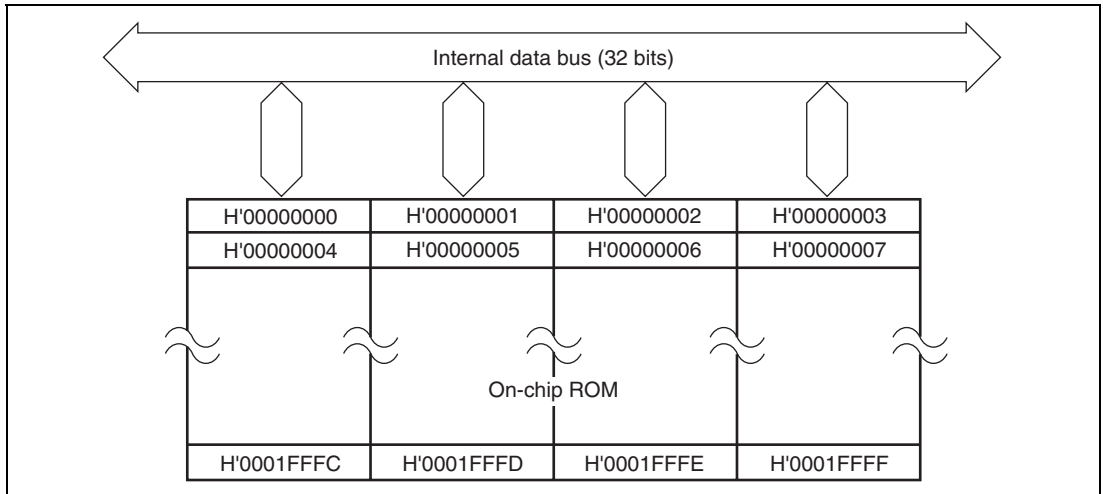 Internal data bus (32 bits)
H'00000000 H'00000001 H'00000002 H'00000003
H'00000004 H'00000005 H'00000006 H'00000007
On-chip ROM
H'0001FFFC H'0001FFFD H'0001FFFE H'0001FFFF